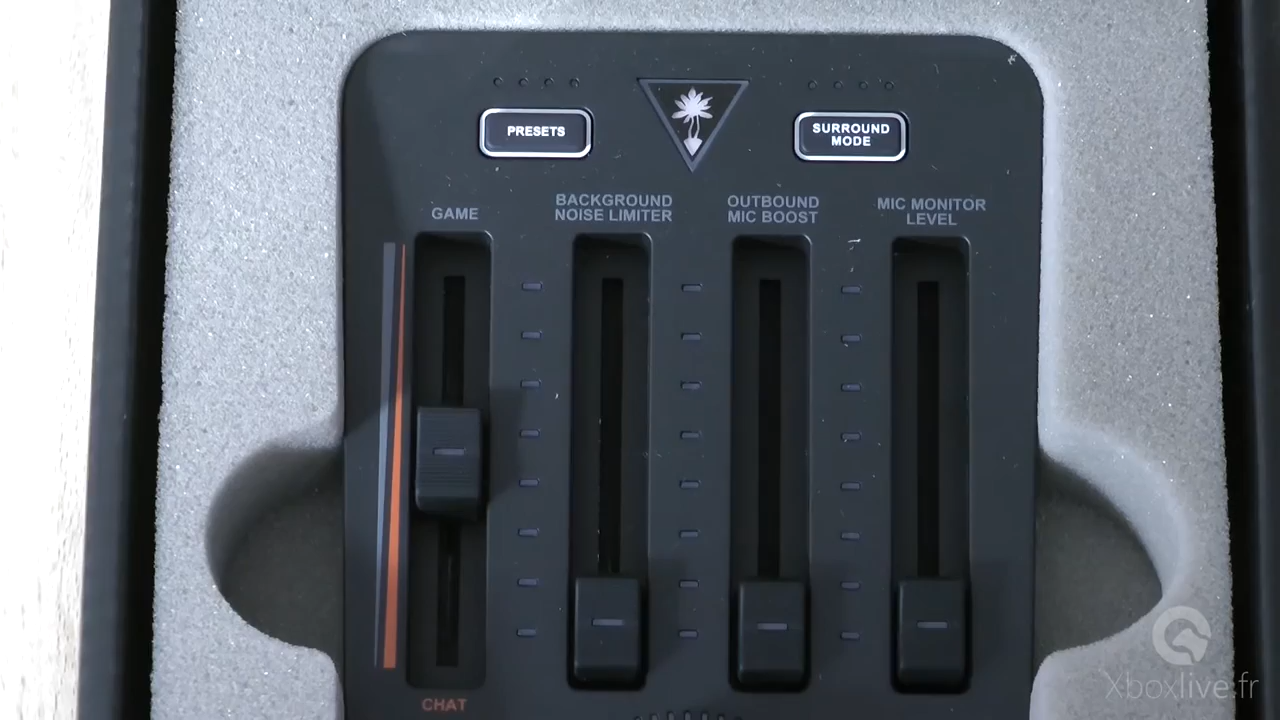 PRESETS
SURROUND
MODE
GAME
BACKGROUND
NOISE LIMITER
OUTBOUND
MIC BOOST
MIC MONITOR
LEVEL
CHAT
Xboxlive.fr